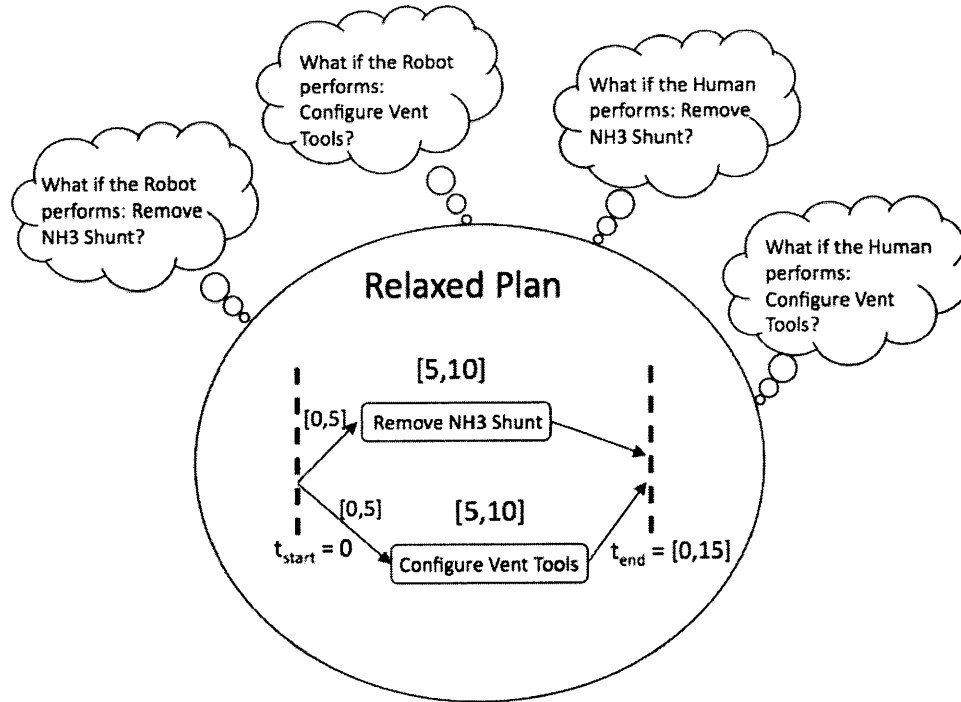 What if the Robot
performs:
Configure Vent
Tools?
What if the Human
performs: Remove
NH3 Shunt?
What if the Robot
performs: Remove
NH3 Shunt?
What if the Human
performs:
Configure Vent
Tools?
Relaxed Plan
[5,10]
[0,5]
Remove NH3 Shunt
[0,5]
[5,10]
t_start = 0
Configure Vent Tools
t_end = [0,15]